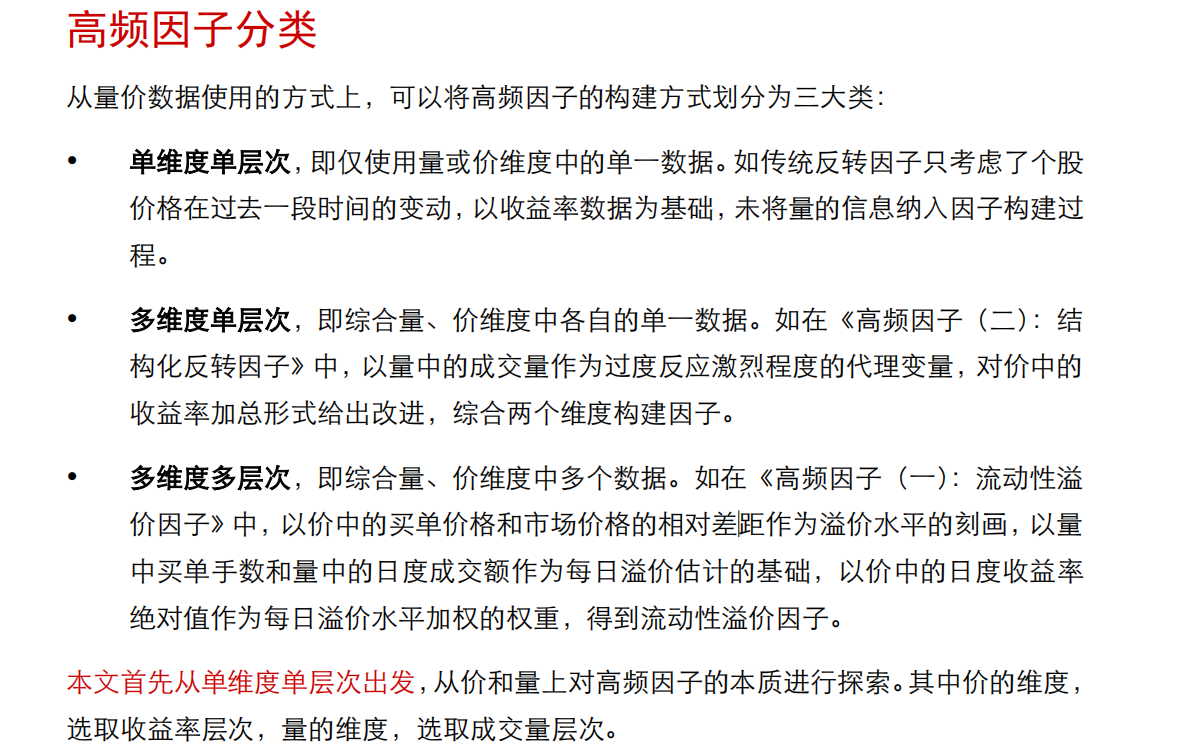 高频因子分类
从量价数据使用的方式上，可以将高频因子的构建方式划分为三大类：
• 单维度单层次，即仅使用量或价维度中的单一数据。如传统反转因子只考虑了个股
价格在过去一段时间的变动，以收益率数据为基础，未将量的信息纳入因子构建过
程。
• 多维度单层次，即综合量、价维度中各自的单一数据。如在《高频因子（二）：结
构化反转因子》中，以量中的成交量作为过度反应激烈程度的代理变量，对价中的
收益率加总形式给出改进，综合两个维度构建因子。
• 多维度多层次，即综合量、价维度中多个数据。如在《高频因子（一）：流动性溢
价因子》中，以价中的买单价格和市场价格的相对差距作为溢价水平的刻画，以量
中买单手数和量中的日度成交额作为每日溢价估计的基础，以价中的日度收益率
绝对值作为每日溢价水平加权的权重，得到流动性溢价因子。
本文首先从单维度单层次出发，从价和量上对高频因子的本质进行探索。其中价的维度，
选取收益率层次，量的维度，选取成交量层次。